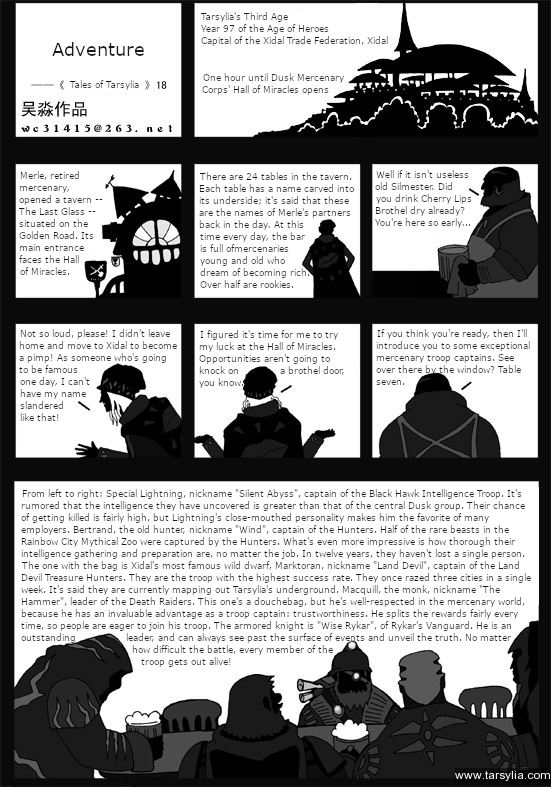 Adventure
——《 Tales of Tarsylia 》18
吴淼作品
wc31415@263.net
Tarsylia's Third Age
Year 97 of the Age of Heroes
Capital of the Xidal Trade Federation, Xidal
One hour until Dusk Mercenary
Corps' Hall of Miracles opens
Merle, retired
mercenary,
opened a tavern --
The Last Glass --
situated on the
Golden Road. Its
main entrance
faces the Hall
of Miracles.
There are 24 tables in the tavern.
Each table has a name carved into
its underside; it's said that these
are the names of Merle's partners
back in the day. At this
time every day, the bar
is full ofmercenaries
young and old who
dream of becoming rich.
Over half are rookies.
Well if it isn't useless
old Silmester. Did
you drink Cherry Lips
Brothel dry already?
You're here so early...
Not so loud, please! I didn't leave
home and move to Xidal to become
a pimp! As someone who's going
to be famous
one day, I can't
have my name
slandered
like that!
I figured it's time for me to try
my luck at the Hall of Miracles.
Opportunities aren't going to
knock on a brothel door,
you know.
If you think you're ready, then I'll
introduce you to some exceptional
mercenary troop captains. See
over there by the window? Table
seven.
From left to right: Special Lightning, nickname "Silent Abyss", captain of the Black Hawk Intelligence Troop. It's
rumored that the intelligence they have uncovered is greater than that of the central Dusk group. Their chance
of getting killed is fairly high, but Lightning's close-mouthed personality makes him the favorite of many
employers. Bertrand, the old hunter, nickname "Wind", captain of the Hunters. Half of the rare beasts in the
Rainbow City Mythical Zoo were captured by the Hunters. What's even more impressive is how thorough their
intelligence gathering and preparation are, no matter the job. In twelve years, they haven't lost a single person.
The one with the bag is Xidal's most famous wild dwarf, Marktoran, nickname "Land Devil", captain of the Land
Devil Treasure Hunters. They are the troop with the highest success rate. They once razed three cities in a single
week. It's said they are currently mapping out Tarsylia's underground. Macquill, the monk, nickname "The
Hammer", leader of the Death Raiders. This one's a douchebag, but he's well-respected in the mercenary world,
because he has an invaluable advantage as a troop captain: trustworthiness. He splits the rewards fairly every
time, so people are eager to join his troop. The armored knight is "Wise Rykar", of Rykar's Vanguard. He is an
outstanding leader, and can always see past the surface of events and unveil the truth. No matter
how difficult the battle, every member of the
troop gets out alive!
www.tarsylia.com